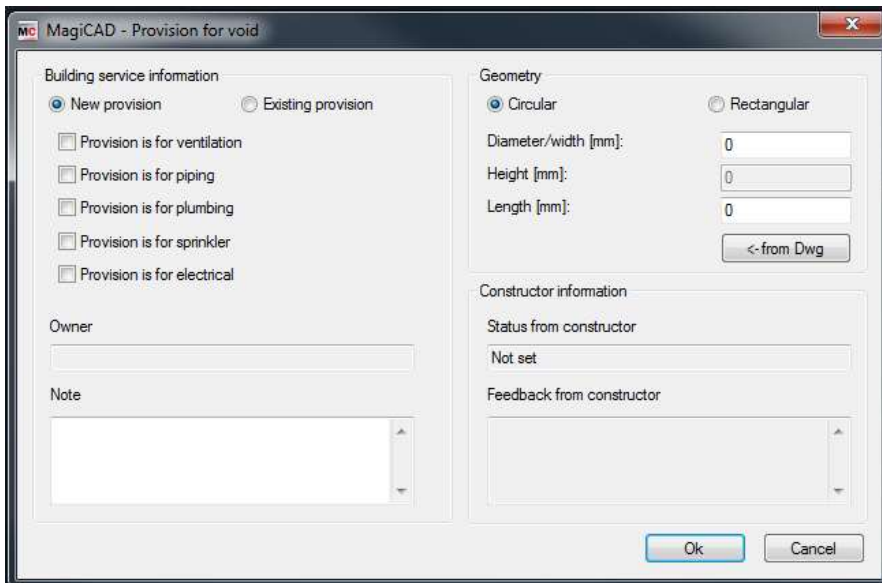 MC MagiCAD - Provision for void
Building service information
New provision Existing provision
Provision is for ventilation
Provision is for piping
Provision is for plumbing
Provision is for sprinkler
Provision is for electrical
Owner
Note
Geometry
Circular Rectangular
Diameter/width [mm]: 0
Height [mm]: 0
Length [mm]: 0
<-from Dwg
Constructor information
Status from constructor
Not set
Feedback from constructor
Ok Cancel